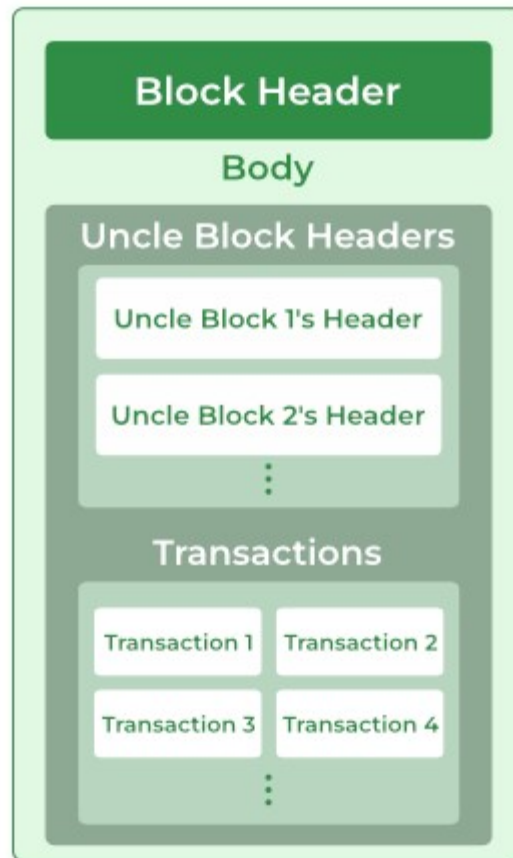 Block Header
Body
Uncle Block Headers
Uncle Block 1's Header
Uncle Block 2's Header
Transactions
Transaction 1
Transaction 2
Transaction 3
Transaction 4